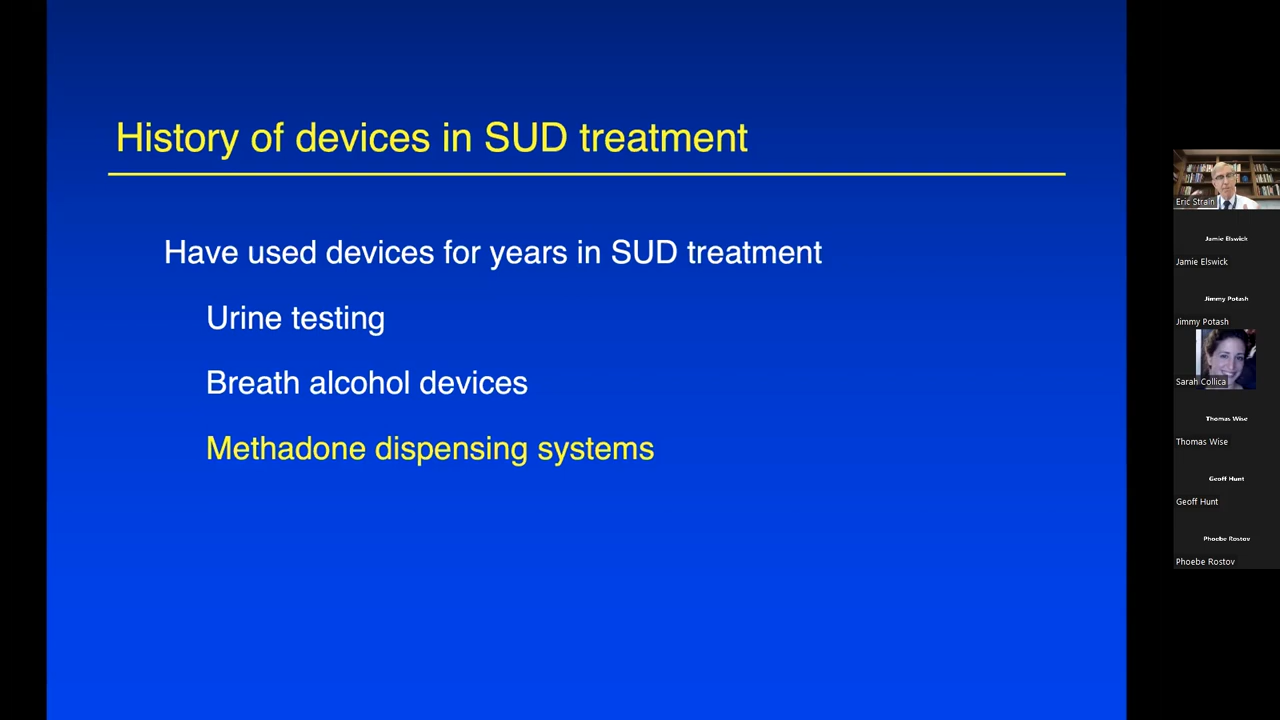 History of devices in SUD treatment
Have used devices for years in SUD treatment
Urine testing
Breath alcohol devices
Methadone dispensing systems
Eric Strain
Jamie Elswick
Jamie Elswick
Jimmy Potash
Jimmy Potash
Sarah Collica
Thomas Wise
Thomas Wise
Geoff Hunt
Geoff Hunt
Phoebe Rostov
Phoebe Rostov